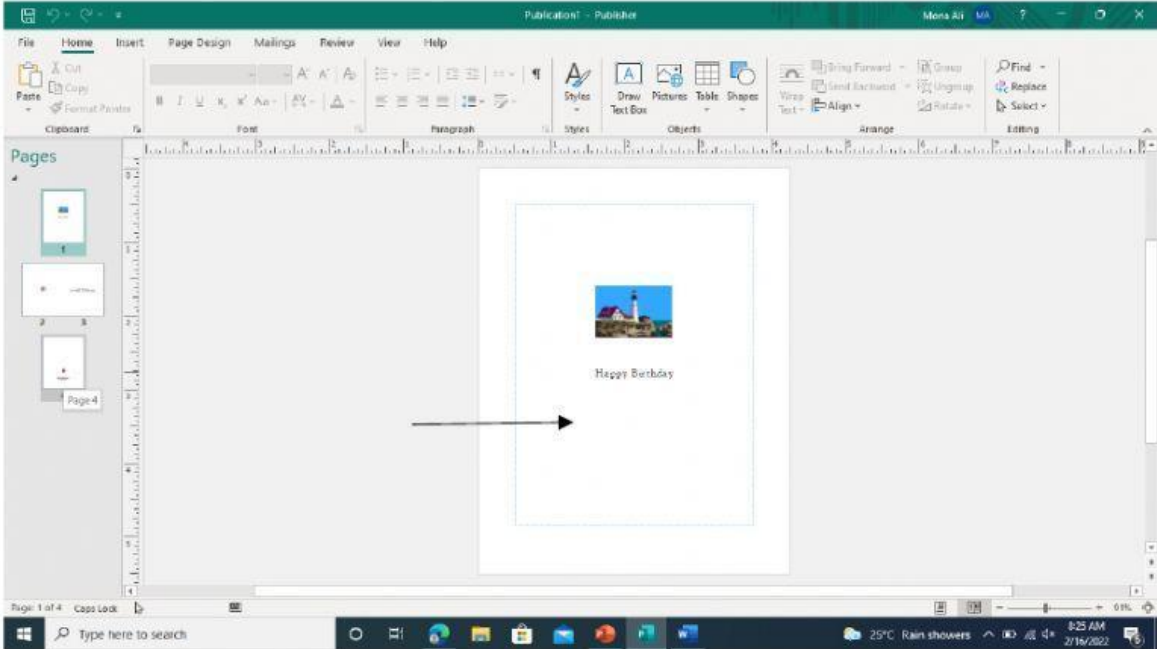 Publication1 - Publisher
Mona Ali MA ?
File Home Insert Page Design Mailings Review View Help
Paste
Cut
Copy
Format Painter
Clipboard
B I U
Font
Paragraph
Styles
Styles
Draw Text Box
Pictures Table Shapes
Objects
Wrap Text
Bring Forward
Send Backward
Align
Group
Ungroup
Rotate
Arrange
Find
Replace
Select
Editing
Pages
1
2 3
Page 4
Happy Birthday
Page: 1 of 4 Caps Lock
61%
Type here to search
25°C Rain showers
8:25 AM
2/16/2022